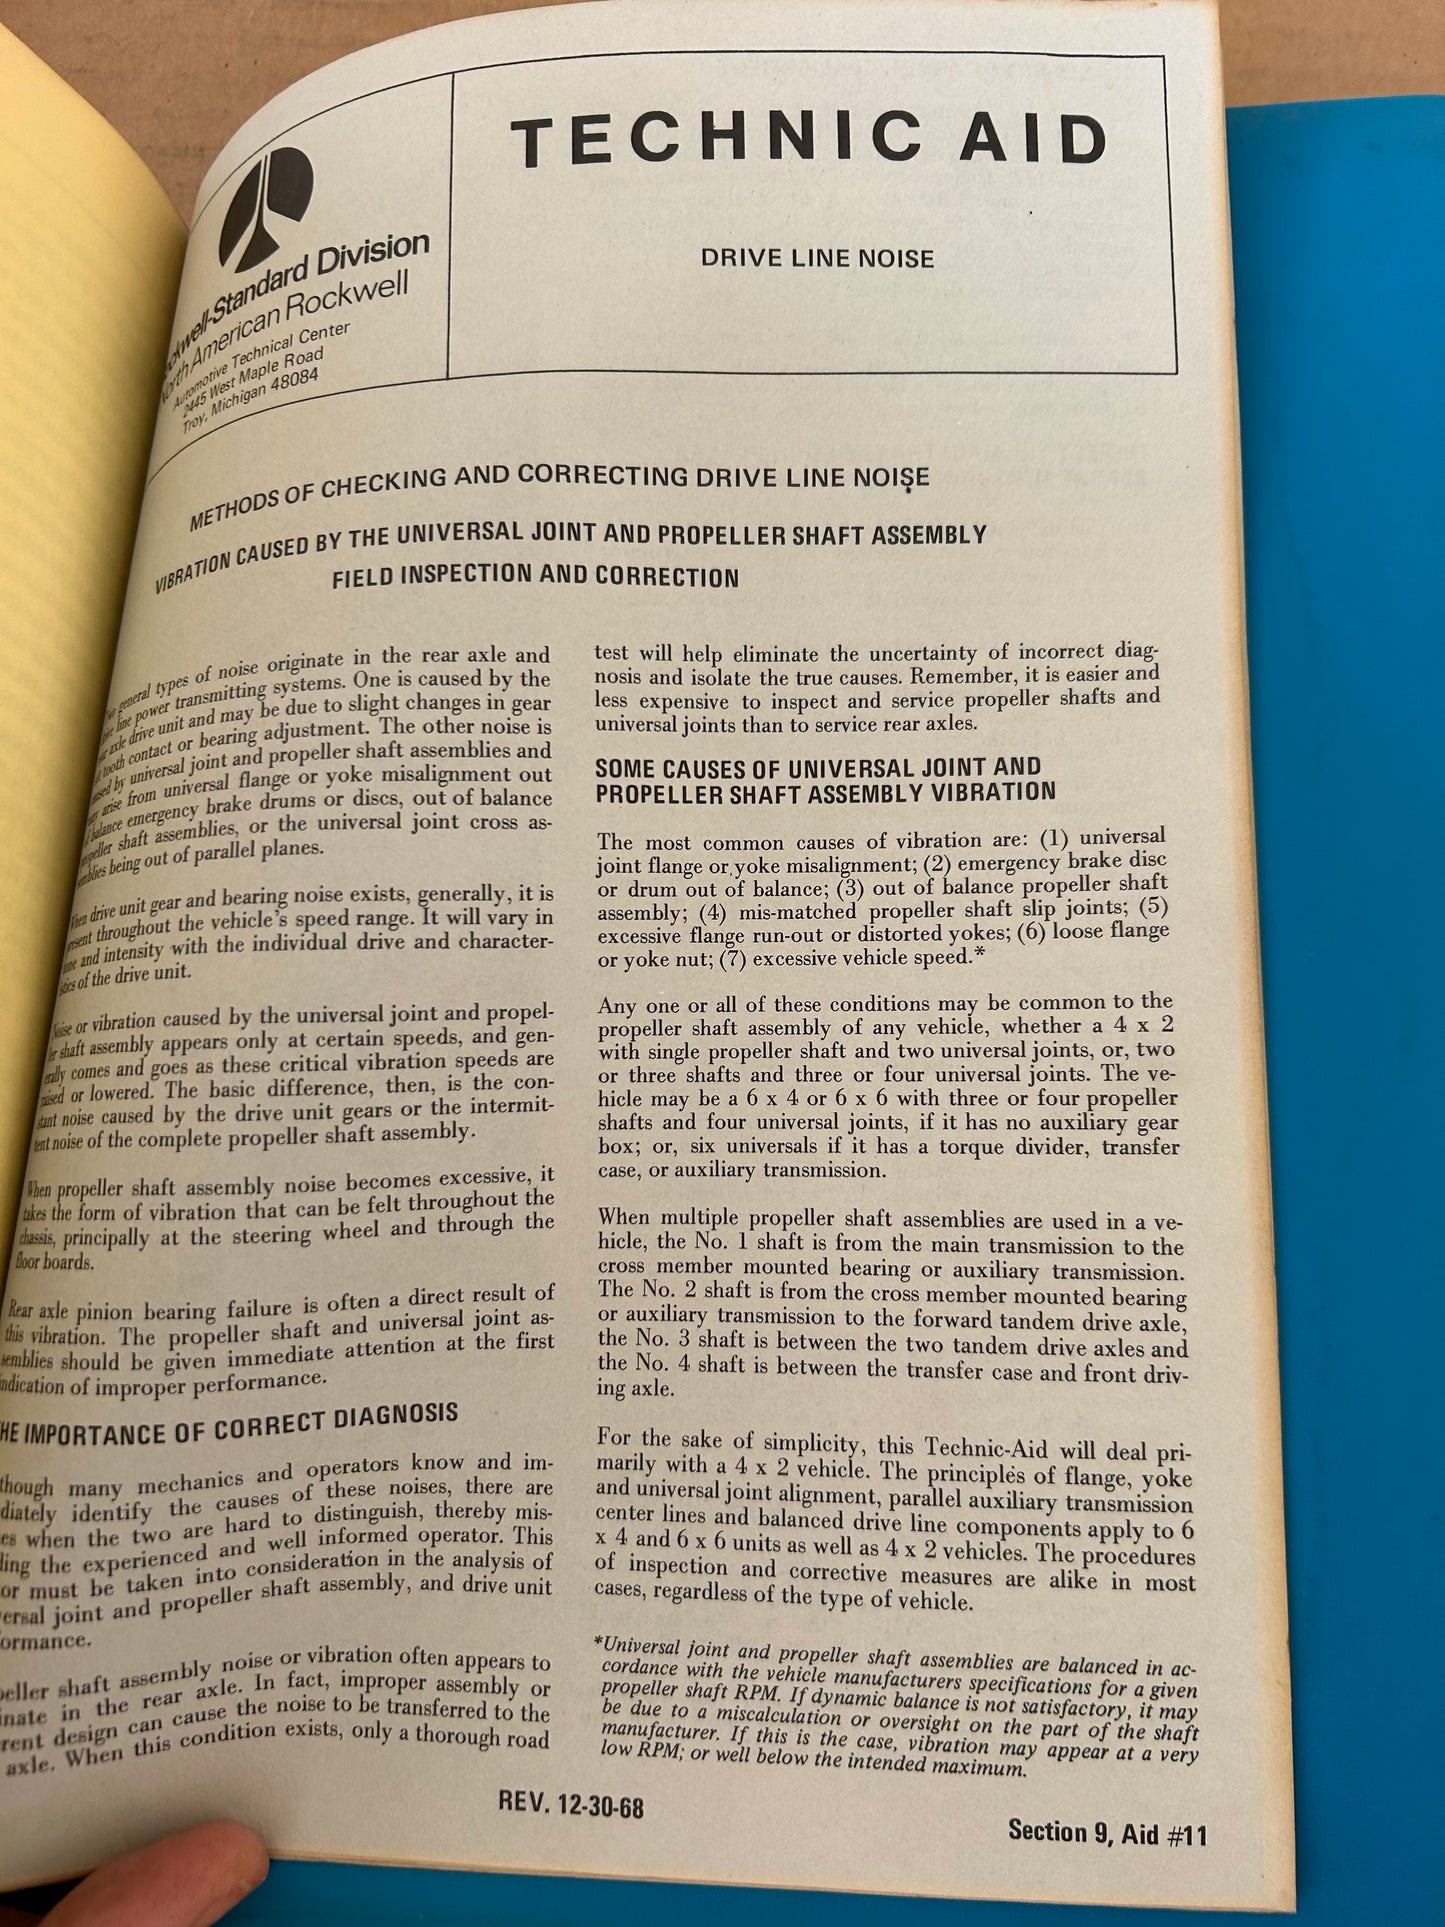 TECHNIC AID
DRIVE LINE NOISE
ckwell-Standard Division
North American Rockwell
Automotive Technical Center
2445 West Maple Road
Troy, Michigan 48084
METHODS OF CHECKING AND CORRECTING DRIVE LINE NOISE
VIBRATION CAUSED BY THE UNIVERSAL JOINT AND PROPELLER SHAFT ASSEMBLY
FIELD INSPECTION AND CORRECTION
general types of noise originate in the rear axle and
line power transmitting systems. One is caused by the
axle drive unit and may be due to slight changes in gear
tooth contact or bearing adjustment. The other noise is
by universal joint and propeller shaft assemblies and
arise from universal flange or yoke misalignment out
balance emergency brake drums or discs, out of balance
propeller shaft assemblies, or the universal joint cross as-
semblies being out of parallel planes.
When drive unit gear and bearing noise exists, generally, it is
present throughout the vehicle's speed range. It will vary in
tone and intensity with the individual drive and character-
istics of the drive unit.
Noise or vibration caused by the universal joint and propel-
ler shaft assembly appears only at certain speeds, and gen-
erally comes and goes as these critical vibration speeds are
raised or lowered. The basic difference, then, is the con-
stant noise caused by the drive unit gears or the intermit-
tent noise of the complete propeller shaft assembly.
When propeller shaft assembly noise becomes excessive, it
takes the form of vibration that can be felt throughout the
chassis, principally at the steering wheel and through the
floor boards.
Rear axle pinion bearing failure is often a direct result of
this vibration. The propeller shaft and universal joint as-
semblies should be given immediate attention at the first
indication of improper performance.
HE IMPORTANCE OF CORRECT DIAGNOSIS
though many mechanics and operators know and im-
diately identify the causes of these noises, there are
es when the two are hard to distinguish, thereby mis-
ding the experienced and well informed operator. This
or must be taken into consideration in the analysis of
ersal joint and propeller shaft assembly, and drive unit
ormance.
peller shaft assembly noise or vibration often appears to
inate in the rear axle. In fact, improper assembly or
rent design can cause the noise to be transferred to the
axle. When this condition exists, only a thorough road
test will help eliminate the uncertainty of incorrect diag-
nosis and isolate the true causes. Remember, it is easier and
less expensive to inspect and service propeller shafts and
universal joints than to service rear axles.
SOME CAUSES OF UNIVERSAL JOINT AND
PROPELLER SHAFT ASSEMBLY VIBRATION
The most common causes of vibration are: (1) universal
joint flange or yoke misalignment; (2) emergency brake disc
or drum out of balance; (3) out of balance propeller shaft
assembly; (4) mis-matched propeller shaft slip joints; (5)
excessive flange run-out or distorted yokes; (6) loose flange
or yoke nut; (7) excessive vehicle speed.*
Any one or all of these conditions may be common to the
propeller shaft assembly of any vehicle, whether a 4 x 2
with single propeller shaft and two universal joints, or, two
or three shafts and three or four universal joints. The ve-
hicle may be a 6 x 4 or 6 x 6 with three or four propeller
shafts and four universal joints, if it has no auxiliary gear
box; or, six universals if it has a torque divider, transfer
case, or auxiliary transmission.
When multiple propeller shaft assemblies are used in a ve-
hicle, the No. 1 shaft is from the main transmission to the
cross member mounted bearing or auxiliary transmission.
The No. 2 shaft is from the cross member mounted bearing
or auxiliary transmission to the forward tandem drive axle,
the No. 3 shaft is between the two tandem drive axles and
the No. 4 shaft is between the transfer case and front driv-
ing axle.
For the sake of simplicity, this Technic-Aid will deal pri-
marily with a 4 x 2 vehicle. The principles of flange, yoke
and universal joint alignment, parallel auxiliary transmission
center lines and balanced drive line components apply to 6
x 4 and 6 x 6 units as well as 4 x 2 vehicles. The procedures
of inspection and corrective measures are alike in most
cases, regardless of the type of vehicle.
*Universal joint and propeller shaft assemblies are balanced in ac-
cordance with the vehicle manufacturers specifications for a given
propeller shaft RPM. If dynamic balance is not satisfactory, it may
be due to a miscalculation or oversight on the part of the shaft
manufacturer. If this is the case, vibration may appear at a very
low RPM; or well below the intended maximum.
REV. 12-30-68
Section 9, Aid #11